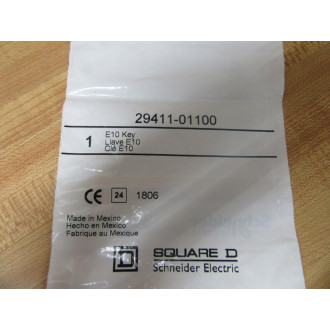 29411-01100
1
E10 Key
Llave E10
Clé E10
CE 24 1806
Made in Mexico
Hecho en Mexico
Fabrique au Mexique
D SQUARE D
Schneider Electric